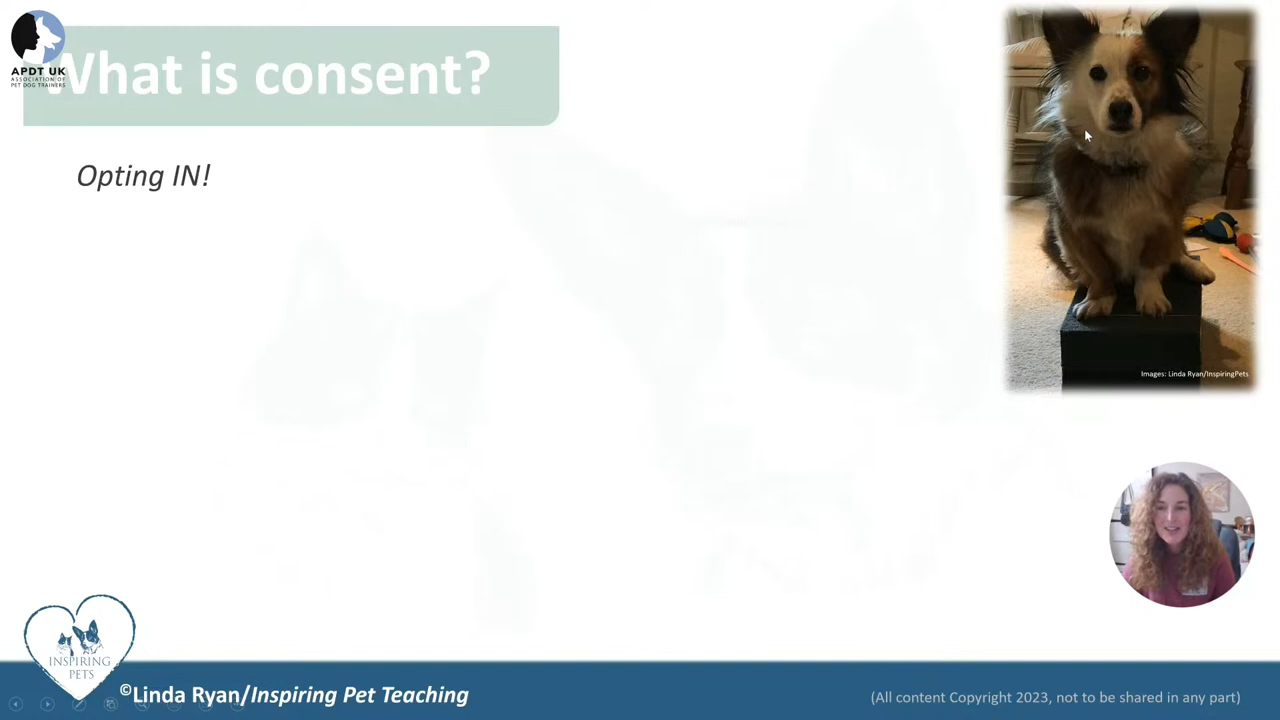 What is consent?
APDT UK
ASSOCIATION OF
PET DOG TRAINERS
Opting IN!
Images: Linda Ryan/InspiringPets
INSPIRING
PETS
©Linda Ryan/Inspiring Pet Teaching
(All content Copyright 2023, not to be shared in any part)